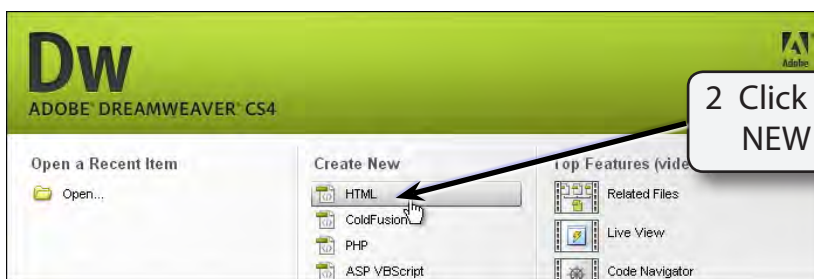 Dw
ADOBE® DREAMWEAVER® CS4
Adobe
2 Click
NEW
Open a Recent Item
Open...
Create New
HTML
ColdFusion
PHP
ASP VBScript
Top Features (vide
Related Files
Live View
Code Navigator